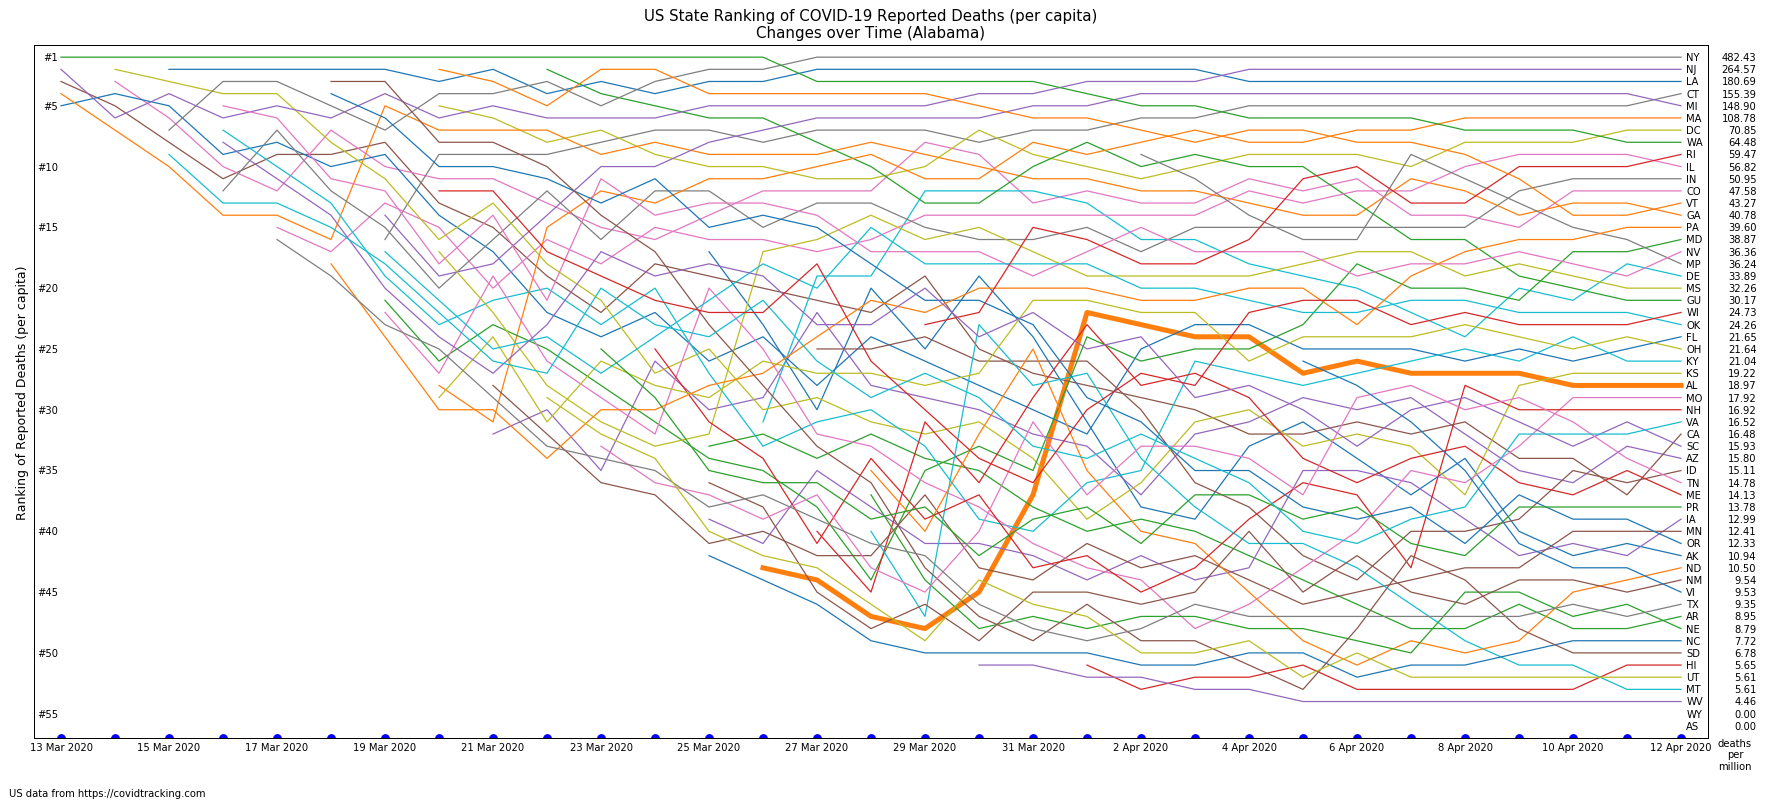 US State Ranking of COVID-19 Reported Deaths (per capita)
Changes over Time (Alabama)
Ranking of Reported Deaths (per capita)
#1
#5
#10
#15
#20
#25
#30
#35
#40
#45
#50
#55
NY 482.43
NJ 264.57
LA 180.69
CT 155.39
MI 148.90
MA 108.78
DC 70.85
WA 64.48
RI 59.47
IL 56.82
IN 50.95
CO 47.58
VT 43.27
GA 40.78
PA 39.60
MD 38.87
NV 36.36
MP 36.24
DE 33.89
MS 32.26
GU 30.17
WI 24.73
OK 24.26
FL 21.65
OH 21.64
KY 21.04
KS 19.22
AL 18.97
MO 17.92
NH 16.92
VA 16.52
CA 16.48
SC 15.93
AZ 15.80
ID 15.11
TN 14.78
ME 14.13
PR 13.78
IA 12.99
MN 12.41
OR 12.33
AK 10.94
ND 10.50
NM 9.54
VI 9.53
TX 9.35
AR 8.95
NE 8.79
NC 7.72
SD 6.78
HI 5.65
UT 5.61
MT 5.61
WV 4.46
WY 0.00
AS 0.00
13 Mar 2020 15 Mar 2020 17 Mar 2020 19 Mar 2020 21 Mar 2020 23 Mar 2020 25 Mar 2020 27 Mar 2020 29 Mar 2020 31 Mar 2020 2 Apr 2020 4 Apr 2020 6 Apr 2020 8 Apr 2020 10 Apr 2020 12 Apr 2020
deaths
per
million
US data from https://covidtracking.com